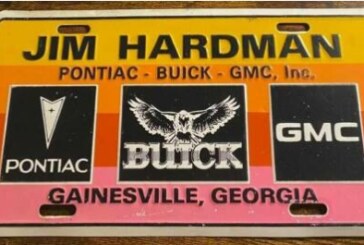 JIM HARDMAN
PONTIAC - BUICK - GMC, Inc.
PONTIAC
BUICK
GMC
GAINESVILLE, GEORGIA